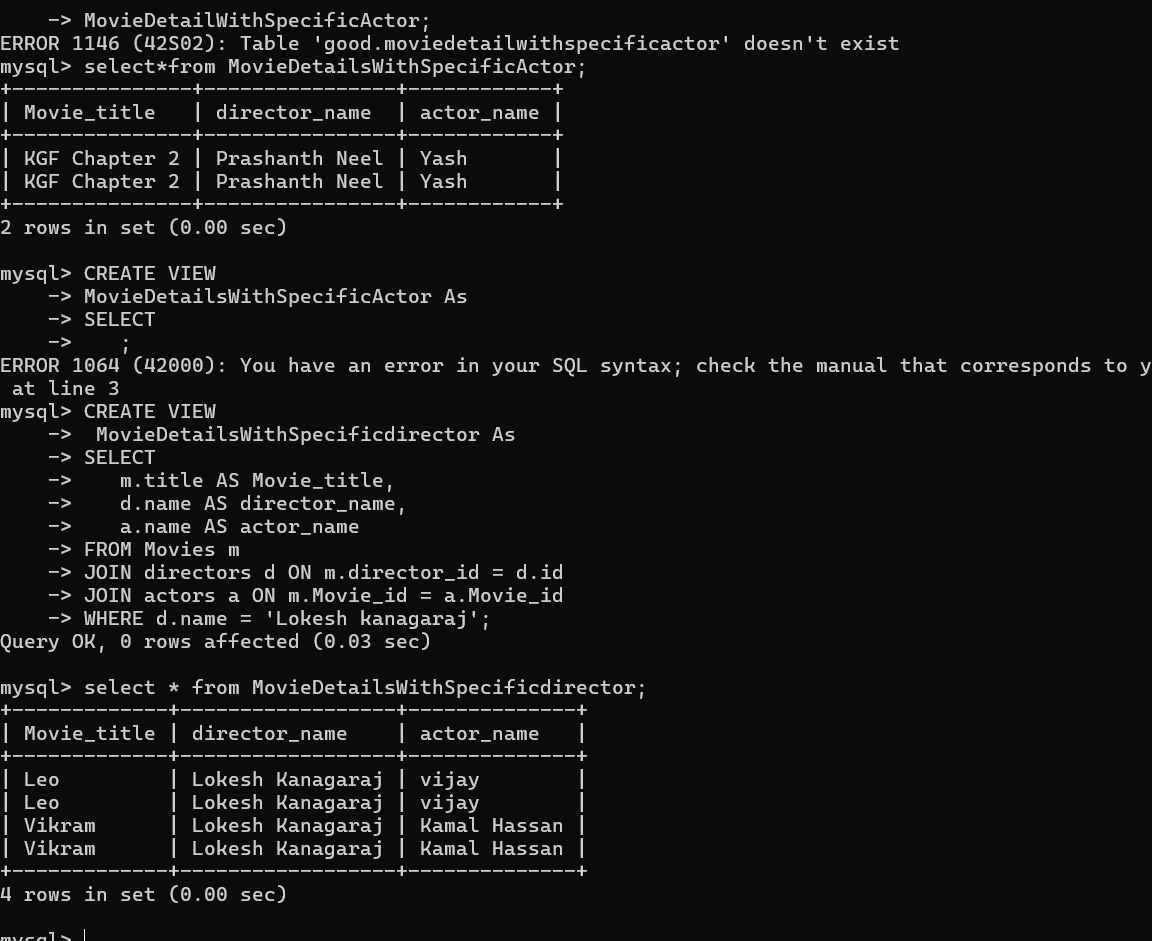 -> MovieDetailWithSpecificActor;
ERROR 1146 (42S02): Table 'good.moviedetailwithspecificactor' doesn't exist
mysql> select*from MovieDetailsWithSpecificActor;
+---------------+----------------+------------+
| Movie_title   | director_name  | actor_name |
+---------------+----------------+------------+
| KGF Chapter 2 | Prashanth Neel | Yash       |
| KGF Chapter 2 | Prashanth Neel | Yash       |
+---------------+----------------+------------+
2 rows in set (0.00 sec)

mysql> CREATE VIEW
    -> MovieDetailsWithSpecificActor As
    -> SELECT
    ->    ;
ERROR 1064 (42000): You have an error in your SQL syntax; check the manual that corresponds to y
 at line 3
mysql> CREATE VIEW
    ->  MovieDetailsWithSpecificdirector As
    -> SELECT
    ->    m.title AS Movie_title,
    ->    d.name AS director_name,
    ->    a.name AS actor_name
    -> FROM Movies m
    -> JOIN directors d ON m.director_id = d.id
    -> JOIN actors a ON m.Movie_id = a.Movie_id
    -> WHERE d.name = 'Lokesh kanagaraj';
Query OK, 0 rows affected (0.03 sec)

mysql> select * from MovieDetailsWithSpecificdirector;
+-------------+------------------+--------------+
| Movie_title | director_name    | actor_name   |
+-------------+------------------+--------------+
| Leo         | Lokesh Kanagaraj | vijay        |
| Leo         | Lokesh Kanagaraj | vijay        |
| Vikram      | Lokesh Kanagaraj | Kamal Hassan |
| Vikram      | Lokesh Kanagaraj | Kamal Hassan |
+-------------+------------------+--------------+
4 rows in set (0.00 sec)

mysql>